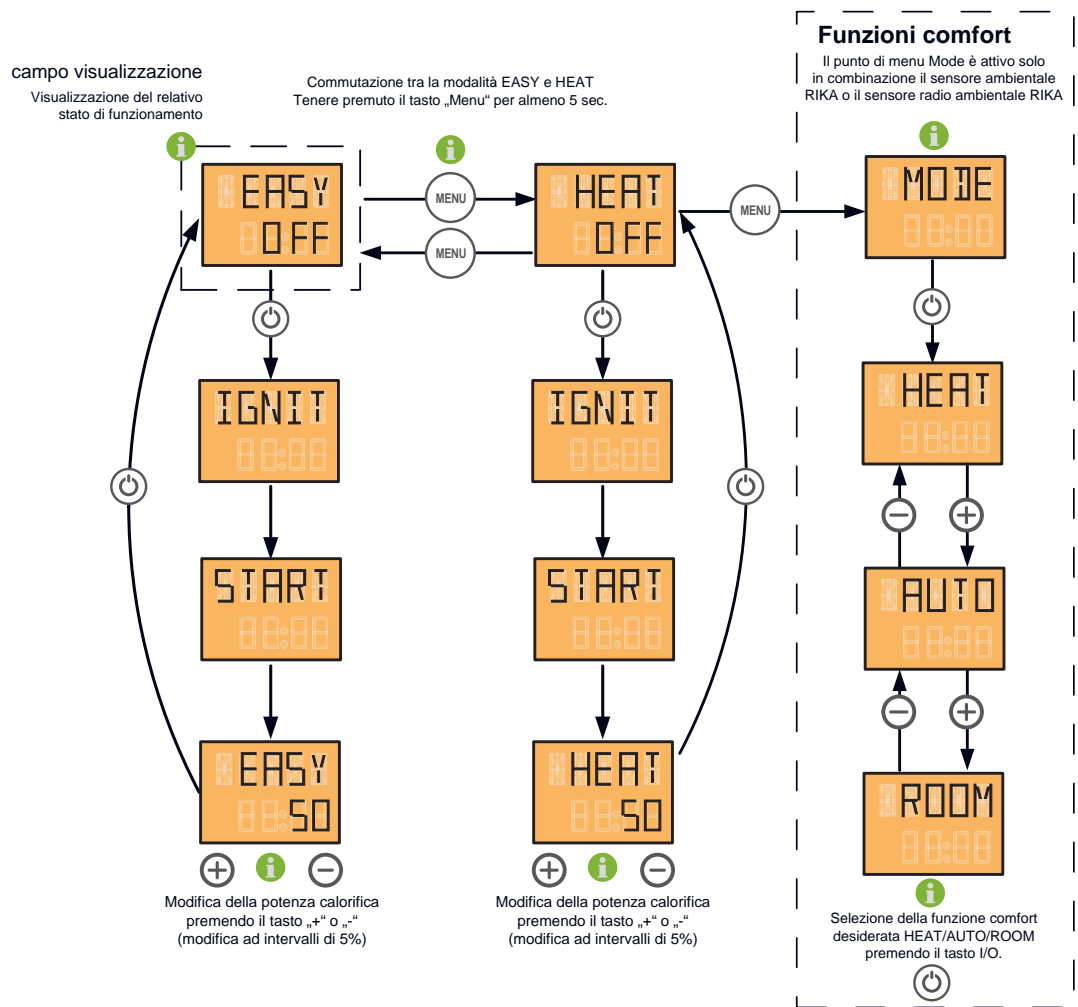 campo visualizzazione
Visualizzazione del relativo
stato di funzionamento
Commutazione tra la modalità EASY e HEAT
Tenere premuto il tasto „Menu“ per almeno 5 sec.
Funzioni comfort
Il punto di menu Mode è attivo solo
in combinazione il sensore ambientale
RIKA o il sensore radio ambientale RIKA
i
i
i
EASY
OFF
MENU
MENU
HEAT
OFF
MENU
MODE
IGNIT
IGNIT
HEAT
START
START
AUTO
EASY
50
HEAT
50
ROOM
+ i -
Modifica della potenza calorifica
premendo il tasto „+“ o „-“
(modifica ad intervalli di 5%)
+ i -
Modifica della potenza calorifica
premendo il tasto „+“ o „-“
(modifica ad intervalli di 5%)
i
Selezione della funzione comfort
desiderata HEAT/AUTO/ROOM
premendo il tasto I/O.